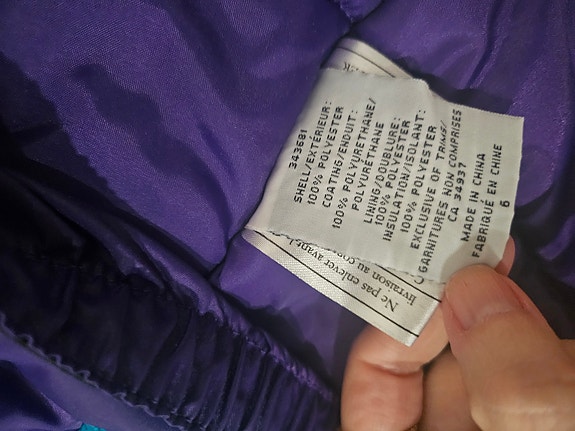 343681
SHELL/EXTÉRIEUR:
100% POLYESTER
COATING/ENDUIT:
100% POLYURETHANE/
POLYURETHANE
LINING/DOUBLURE:
100% POLYESTER
INSULATION/ISOLANT:
100% POLYESTER
EXCLUSIVE OF TRIMS/
GARNITURES NON COMPRISES
CA 34937
MADE IN CHINA
FABRIQUÉ EN CHINE
6
Ne pas enlever avant
livraison au